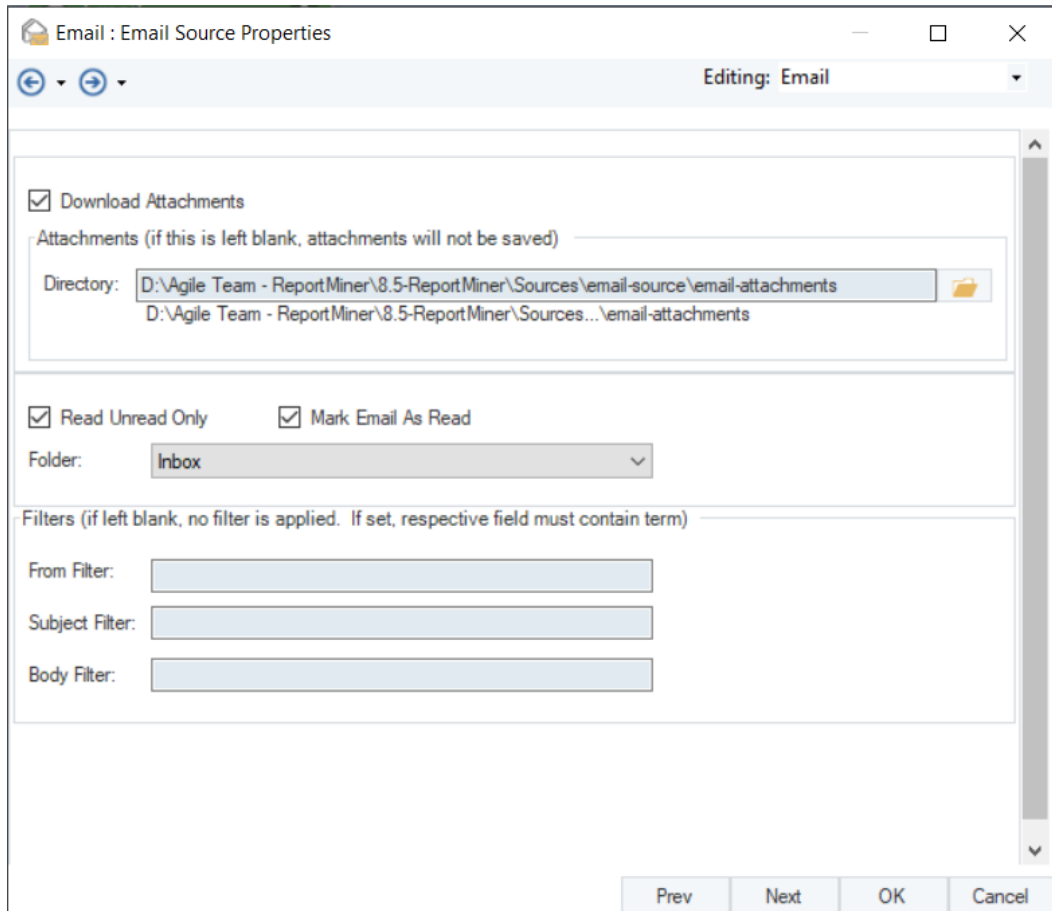 Email : Email Source Properties
Editing: Email
Download Attachments
Attachments (if this is left blank, attachments will not be saved)
Directory: D:\Agile Team - ReportMiner\8.5-ReportMiner\Sources\email-source\email-attachments
D:\Agile Team - ReportMiner\8.5-ReportMiner\Sources...\email-attachments
Read Unread Only Mark Email As Read
Folder: Inbox
Filters (if left blank, no filter is applied. If set, respective field must contain term)
From Filter:
Subject Filter:
Body Filter:
Prev Next OK Cancel